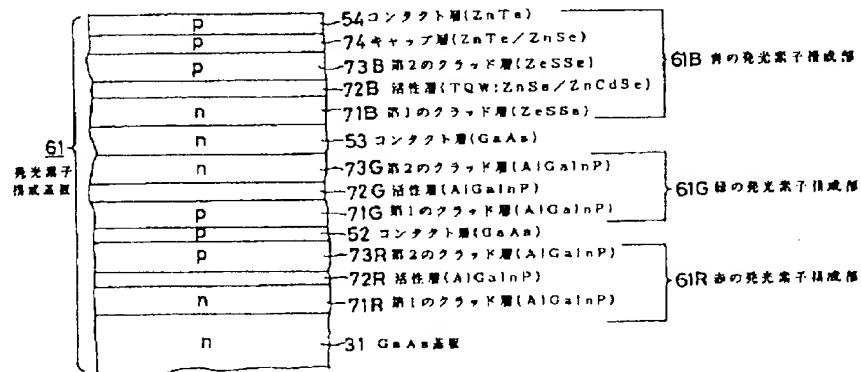 p 54 コンタクト層(ZnTe)
p 74 キャップ層(ZnTe/ZnSe)
p 73B 第2のクラッド層(ZeSSe)
72B 活性層(TQW:ZnSe/ZnCdSe)
n 71B 第1のクラッド層(ZeSSe)
61B 青の発光素子構成部
n 53 コンタクト層(GaAs)
61
発光素子
構成基板
n 73G 第2のクラッド層(AlGaInP)
72G 活性層(AlGaInP)
p 71G 第1のクラッド層(AlGaInP)
61G 緑の発光素子構成部
p 52 コンタクト層(GaAs)
p 73R 第2のクラッド層(AlGaInP)
72R 活性層(AlGaInP)
n 71R 第1のクラッド層(AlGaInP)
61R 赤の発光素子構成部
n 31 GaAs基板